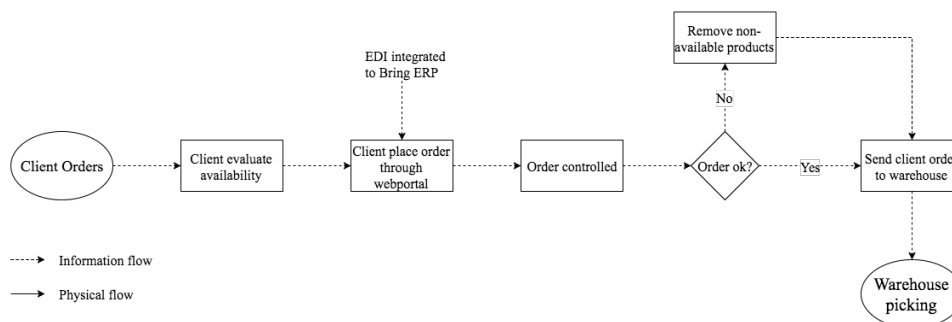 Remove non-
available products
EDI integrated
to Bring ERP
No
Client Orders
Client evaluate
availability
Client place order
through
webportal
Order controlled
Order ok?
Yes
Send client order
to warehouse
Information flow
Physical flow
Warehouse
picking